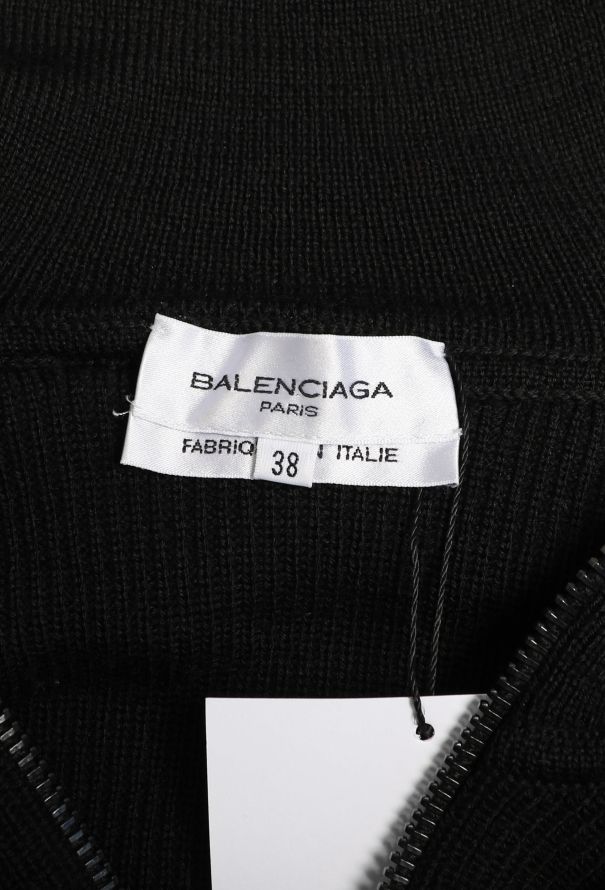 BALENCIAGA
PARIS
FABRIQ ITALIE
38